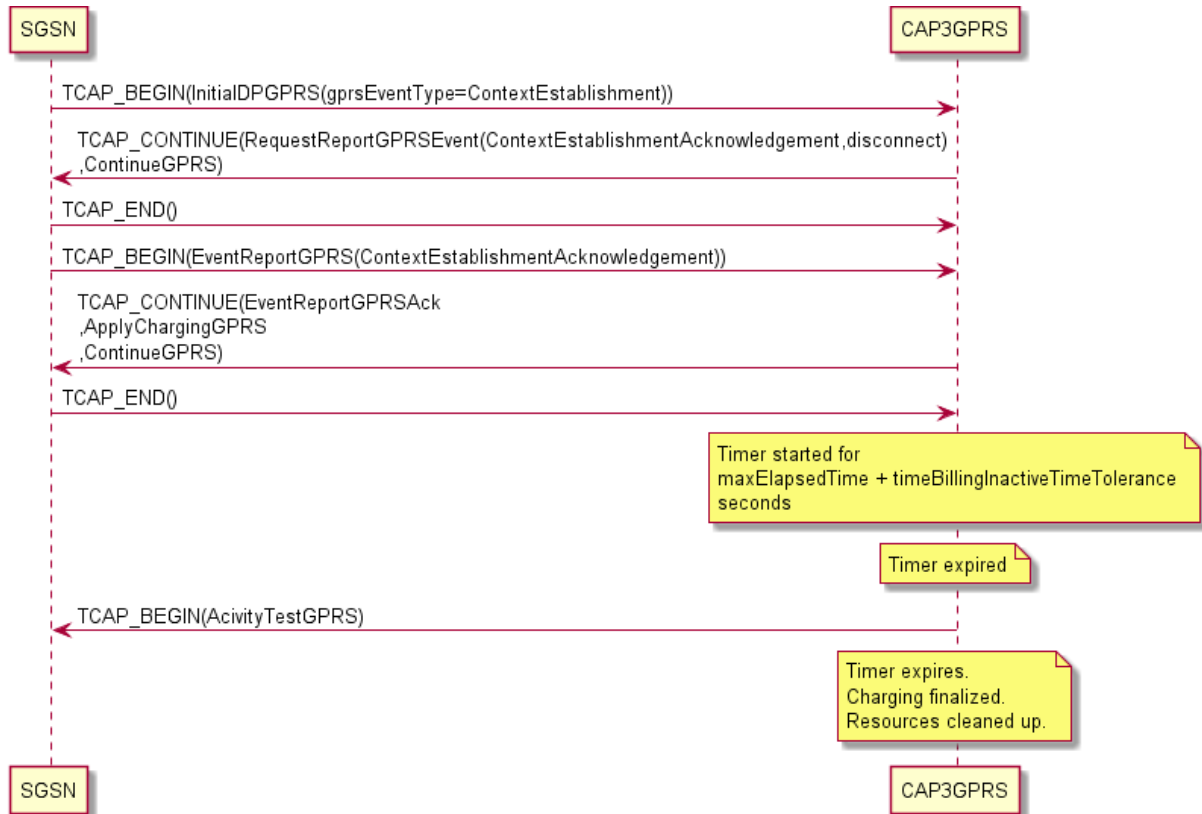 SGSN
CAP3GPRS
TCAP_BEGIN(InitialDPGPRS(gprsEventType=ContextEstablishment))
TCAP_CONTINUE(RequestReportGPRSEvent(ContextEstablishmentAcknowledgement,disconnect)
,ContinueGPRS)
TCAP_END()
TCAP_BEGIN(EventReportGPRS(ContextEstablishmentAcknowledgement))
TCAP_CONTINUE(EventReportGPRSAck
,ApplyChargingGPRS
,ContinueGPRS)
TCAP_END()
Timer started for
maxElapsedTime + timeBillingInactiveTimeTolerance
seconds
Timer expired
TCAP_BEGIN(AcivityTestGPRS)
Timer expires.
Charging finalized.
Resources cleaned up.
SGSN
CAP3GPRS